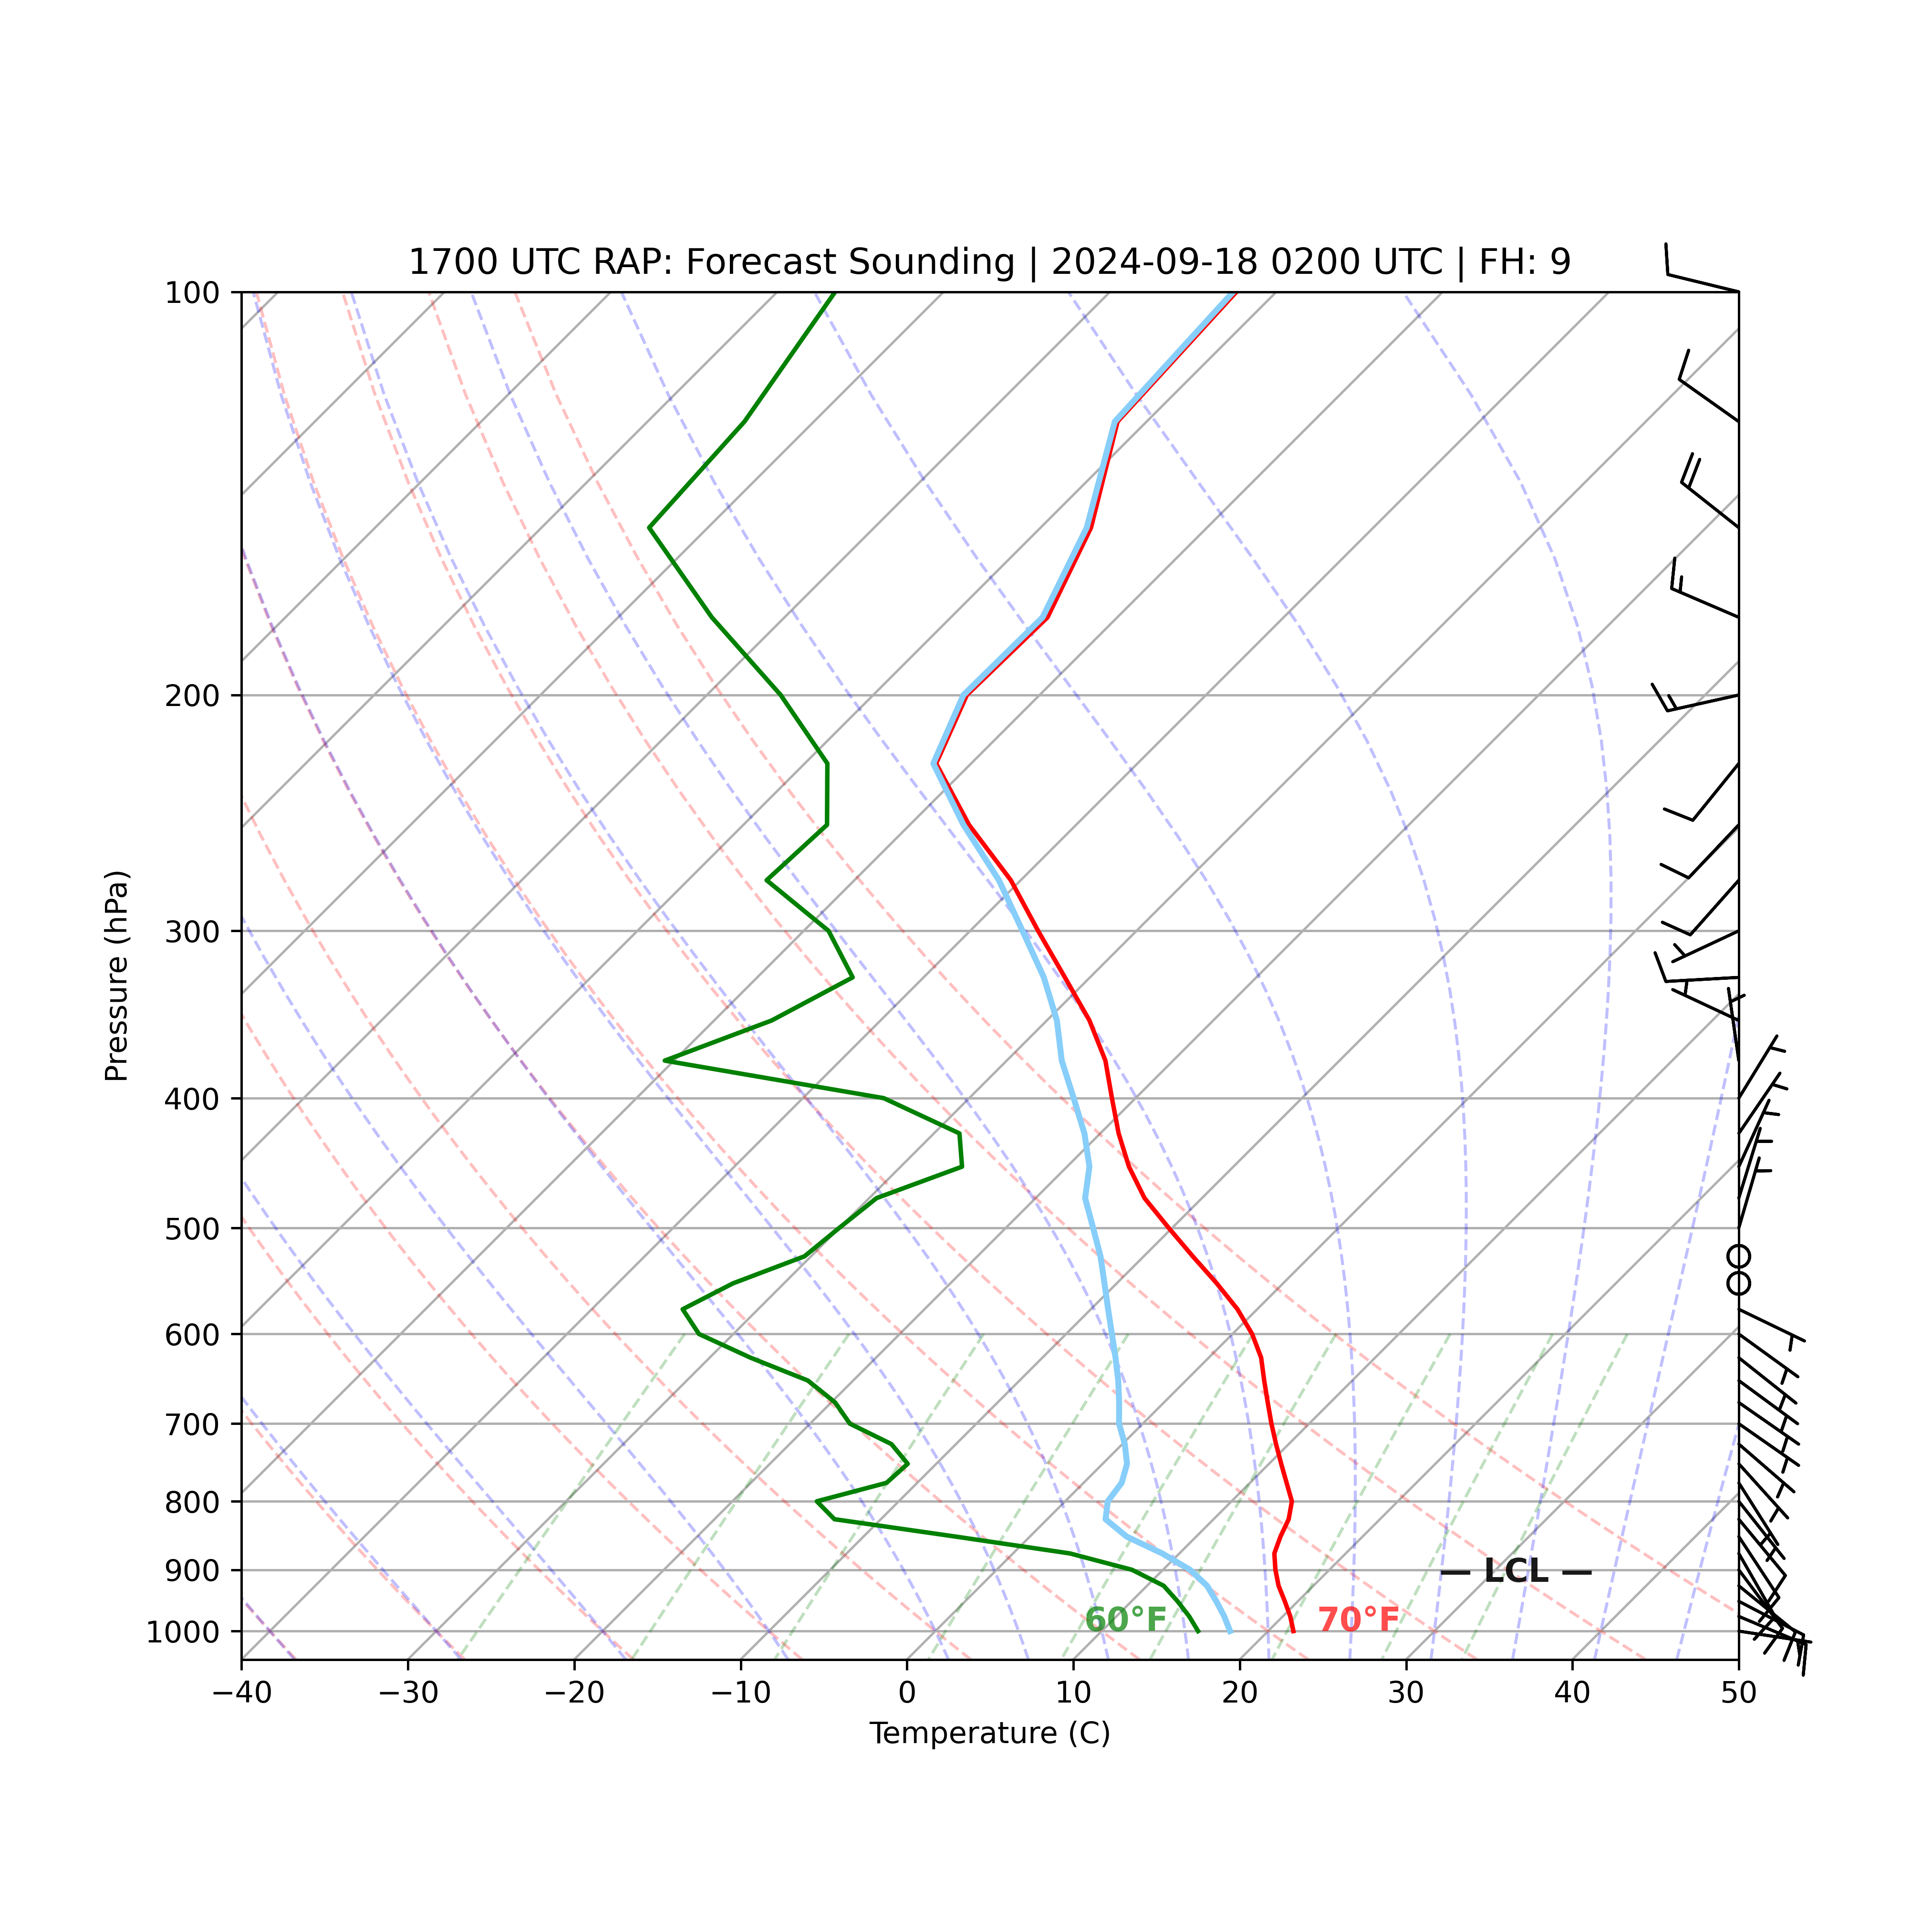 1700 UTC RAP: Forecast Sounding | 2024-09-18 0200 UTC | FH: 9
100
200
300
400
500
600
700
800
900
1000
Pressure (hPa)
— LCL —
60°F
70°F
−40 −30 −20 −10 0 10 20 30 40 50
Temperature (C)